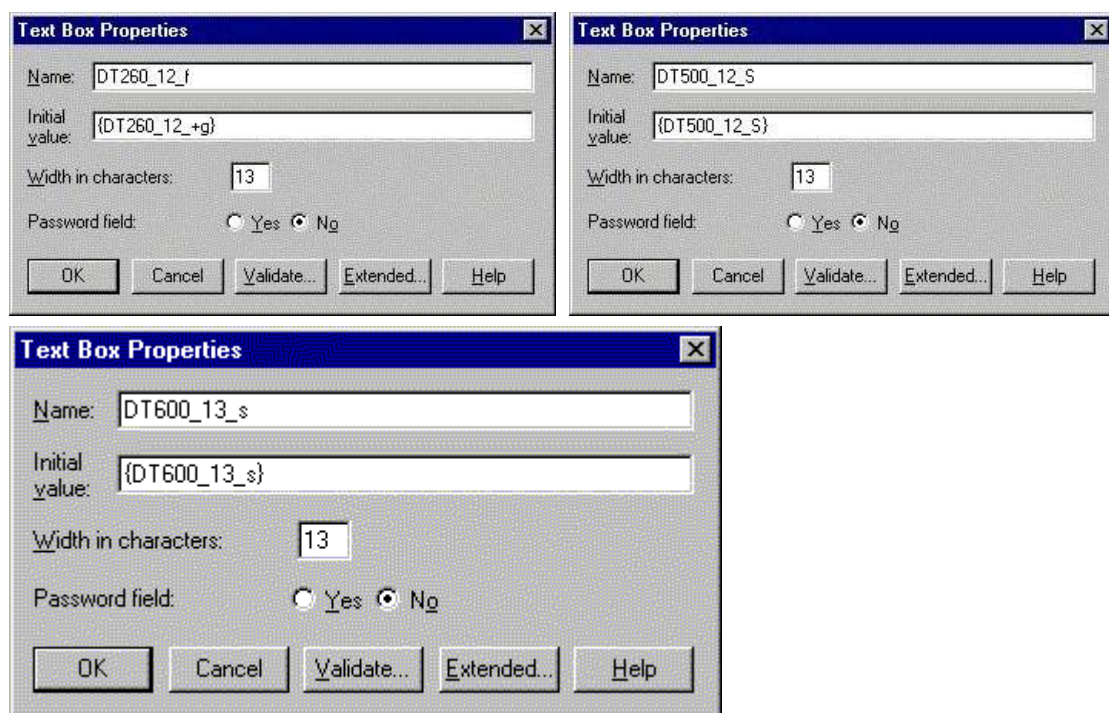 Text Box Properties
Name: DT260_12_f
Initial value: {DT260_12_+g}
Width in characters: 13
Password field: Yes No
OK Cancel Validate... Extended... Help
Text Box Properties
Name: DT500_12_S
Initial value: {DT500_12_S}
Width in characters: 13
Password field: Yes No
OK Cancel Validate... Extended... Help
Text Box Properties
Name: DT600_13_s
Initial value: {DT600_13_s}
Width in characters: 13
Password field: Yes No
OK Cancel Validate... Extended... Help